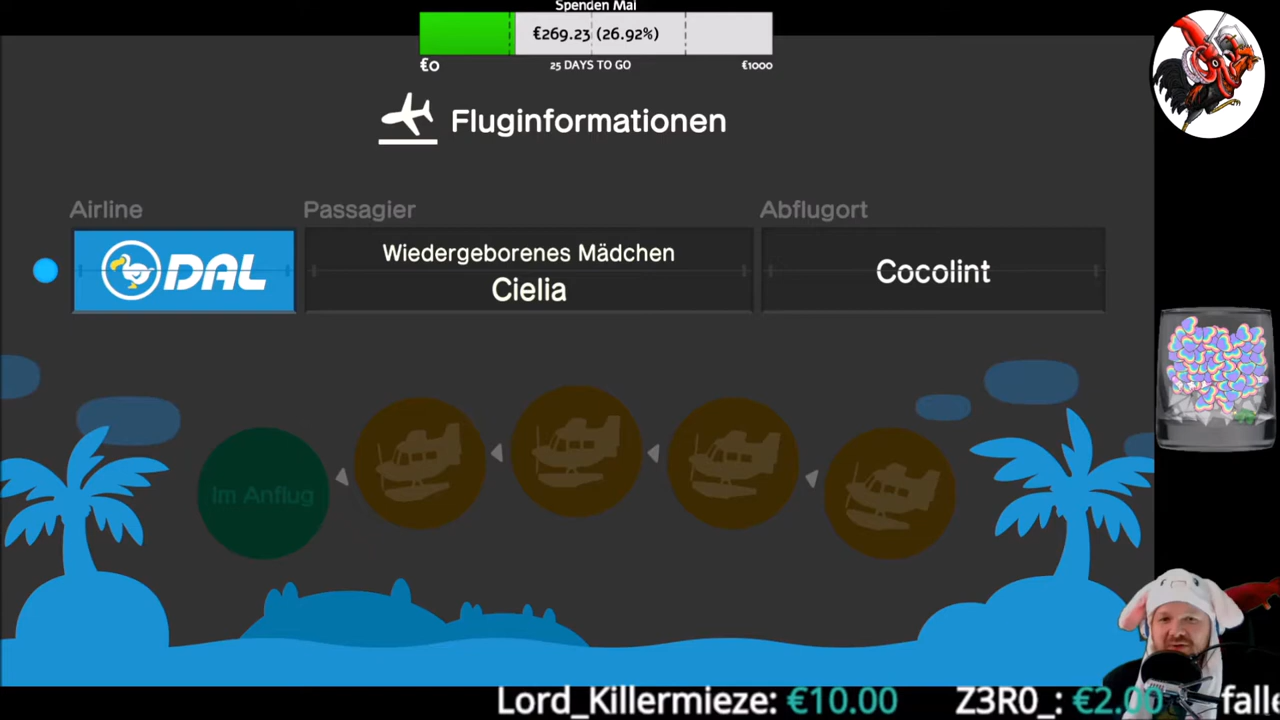 Spenden Mai
€269.23 (26.92%)
€0
25 DAYS TO GO
€1000
Fluginformationen
Airline
Passagier
Abflugort
DAL
Wiedergeborenes Mädchen
Cielia
Cocolint
Im Anflug
Lord_Killermieze: €10.00 Z3R0_: €2.00 falle